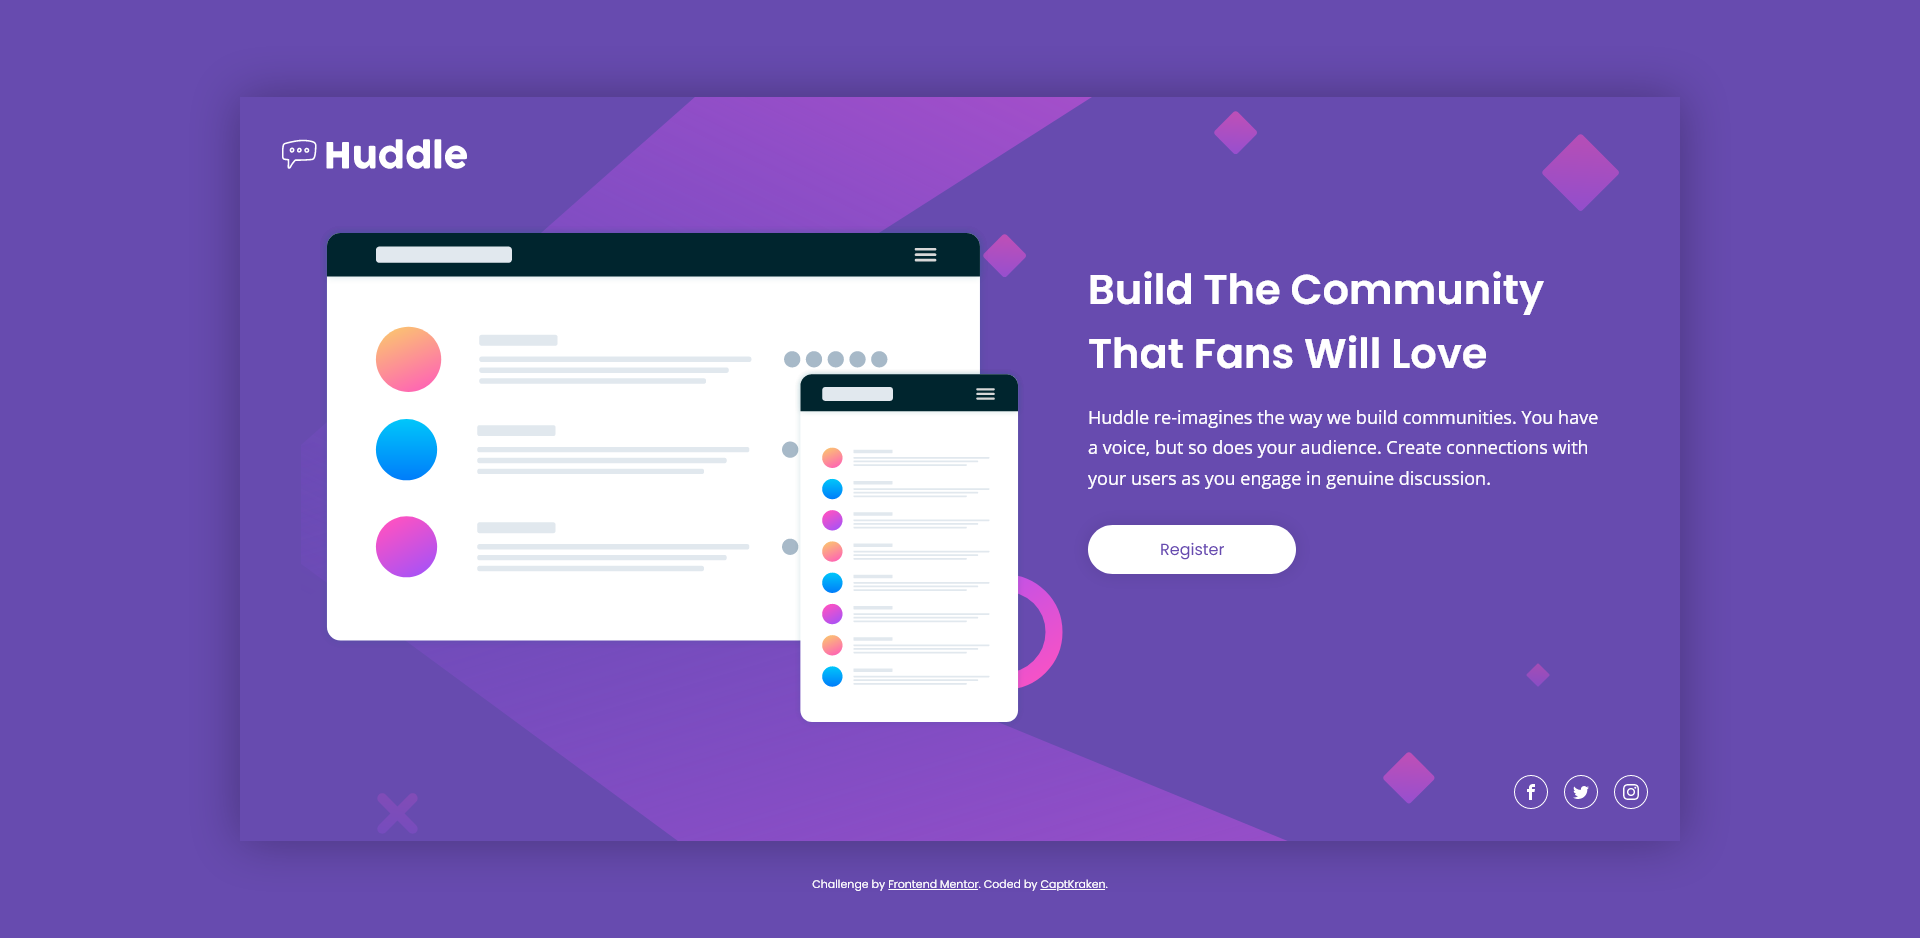 Huddle
Build The Community
That Fans Will Love
Huddle re-imagines the way we build communities. You have
a voice, but so does your audience. Create connections with
your users as you engage in genuine discussion.
Register
Challenge by Frontend Mentor. Coded by CaptKraken.